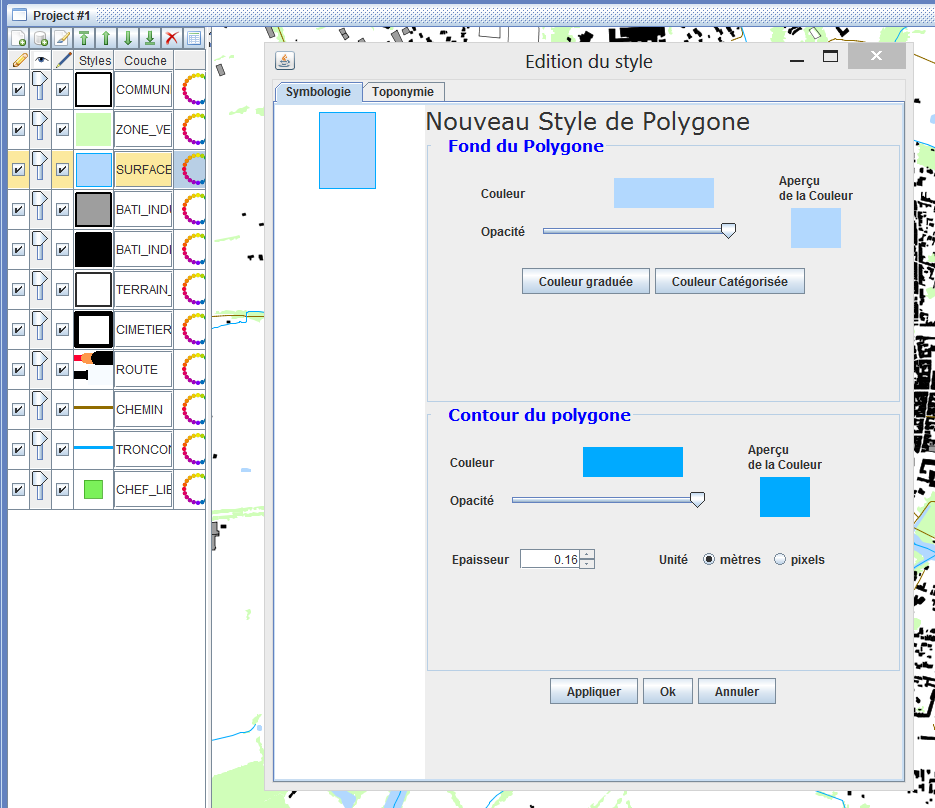 Project #1
Styles Couche
COMMUN
ZONE_VE
SURFACE
BATI_INDU
BATI_INDI
TERRAIN_
CIMETIER
ROUTE
CHEMIN
TRONCON
CHEF_LIE
Edition du style
Symbologie Toponymie
Nouveau Style de Polygone
Fond du Polygone
Couleur
Aperçu
de la Couleur
Opacité
Couleur graduée Couleur Catégorisée
Contour du polygone
Couleur
Aperçu
de la Couleur
Opacité
Epaisseur 0.16 Unité mètres pixels
Appliquer Ok Annuler